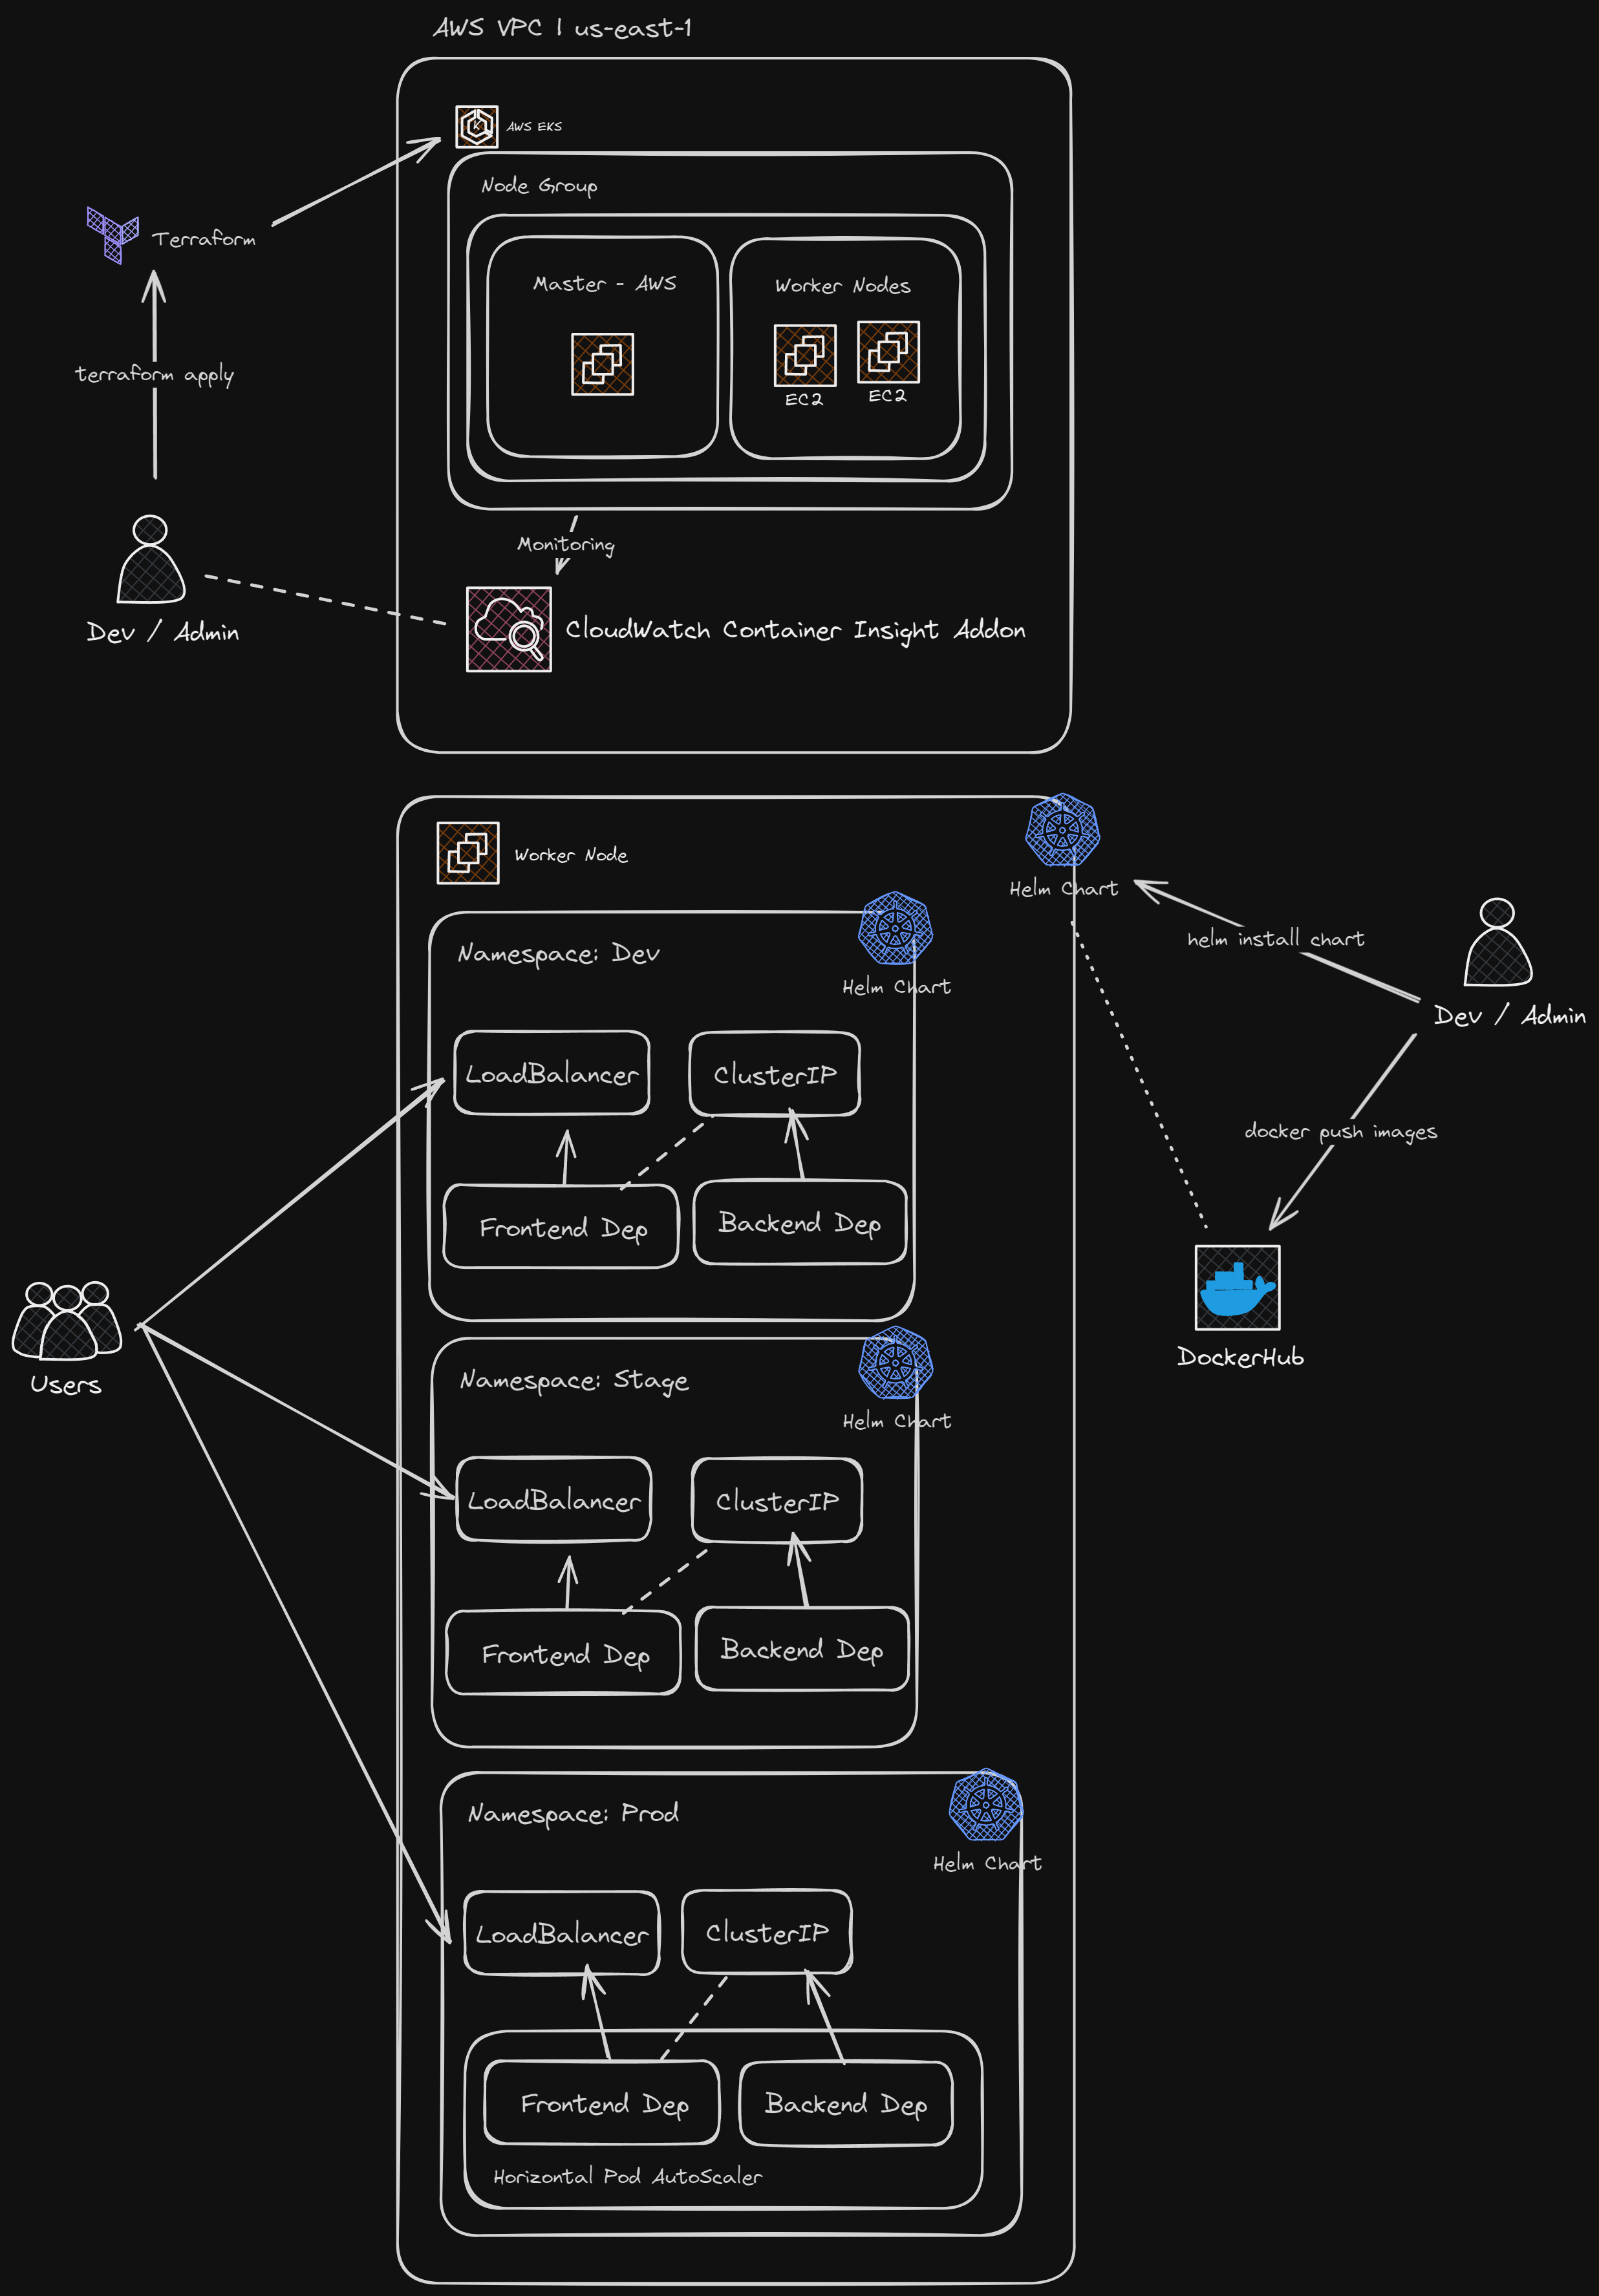 AWS VPC | us-east-1
AWS EKS
Node Group
Terraform
Master - AWS
Worker Nodes
EC2
EC2
terraform apply
Monitoring
Dev / Admin
CloudWatch Container Insight Addon
Worker Node
Helm Chart
helm install chart
Namespace: Dev
Helm Chart
Dev / Admin
LoadBalancer
ClusterIP
docker push images
Frontend Dep
Backend Dep
DockerHub
Users
Namespace: Stage
Helm Chart
LoadBalancer
ClusterIP
Frontend Dep
Backend Dep
Namespace: Prod
Helm Chart
LoadBalancer
ClusterIP
Frontend Dep
Backend Dep
Horizontal Pod AutoScaler